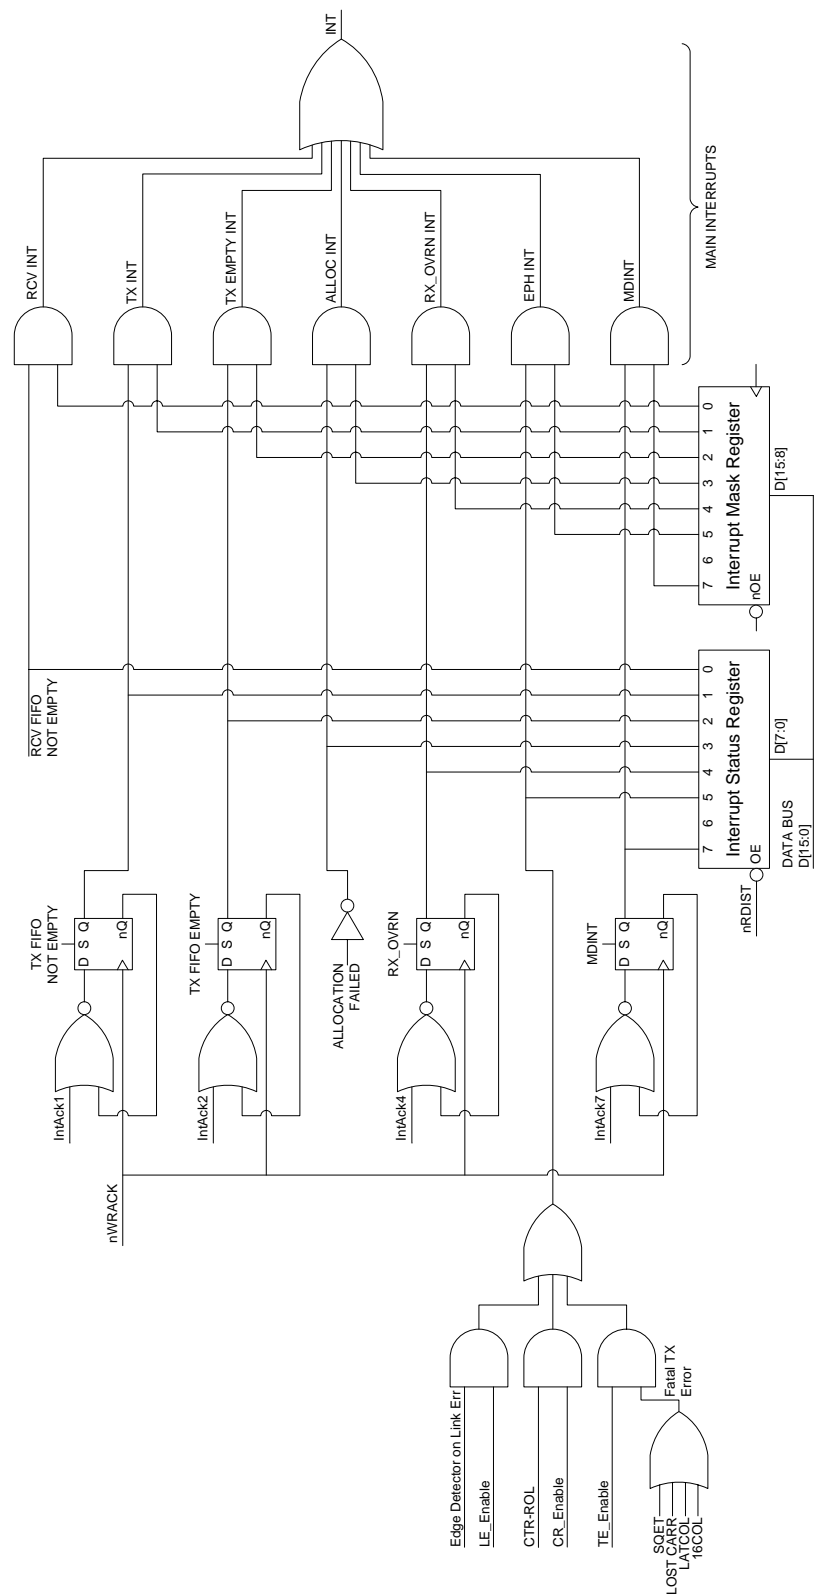 INT
RCV INT
TX INT
TX EMPTY INT
ALLOC INT
RX_OVRN INT
EPH INT
MDINT
MAIN INTERRUPTS
0
1
2
3
4
5
6
7
Interrupt Mask Register
nOE
D[15:8]
RCV FIFO
NOT EMPTY
0
1
2
3
4
5
6
7
Interrupt Status Register
OE
D[7:0]
nRDIST
DATA BUS
D[15:0]
TX FIFO
NOT EMPTY
D S Q
nQ
IntAck1
TX FIFO EMPTY
D S Q
nQ
IntAck2
ALLOCATION
FAILED
RX_OVRN
D S Q
nQ
IntAck4
MDINT
D S Q
nQ
IntAck7
nWRACK
Edge Detector on Link Err
LE_Enable
CTR-ROL
CR_Enable
TE_Enable
Fatal TX
Error
SQET
LOST CARR
LATCOL
16COL